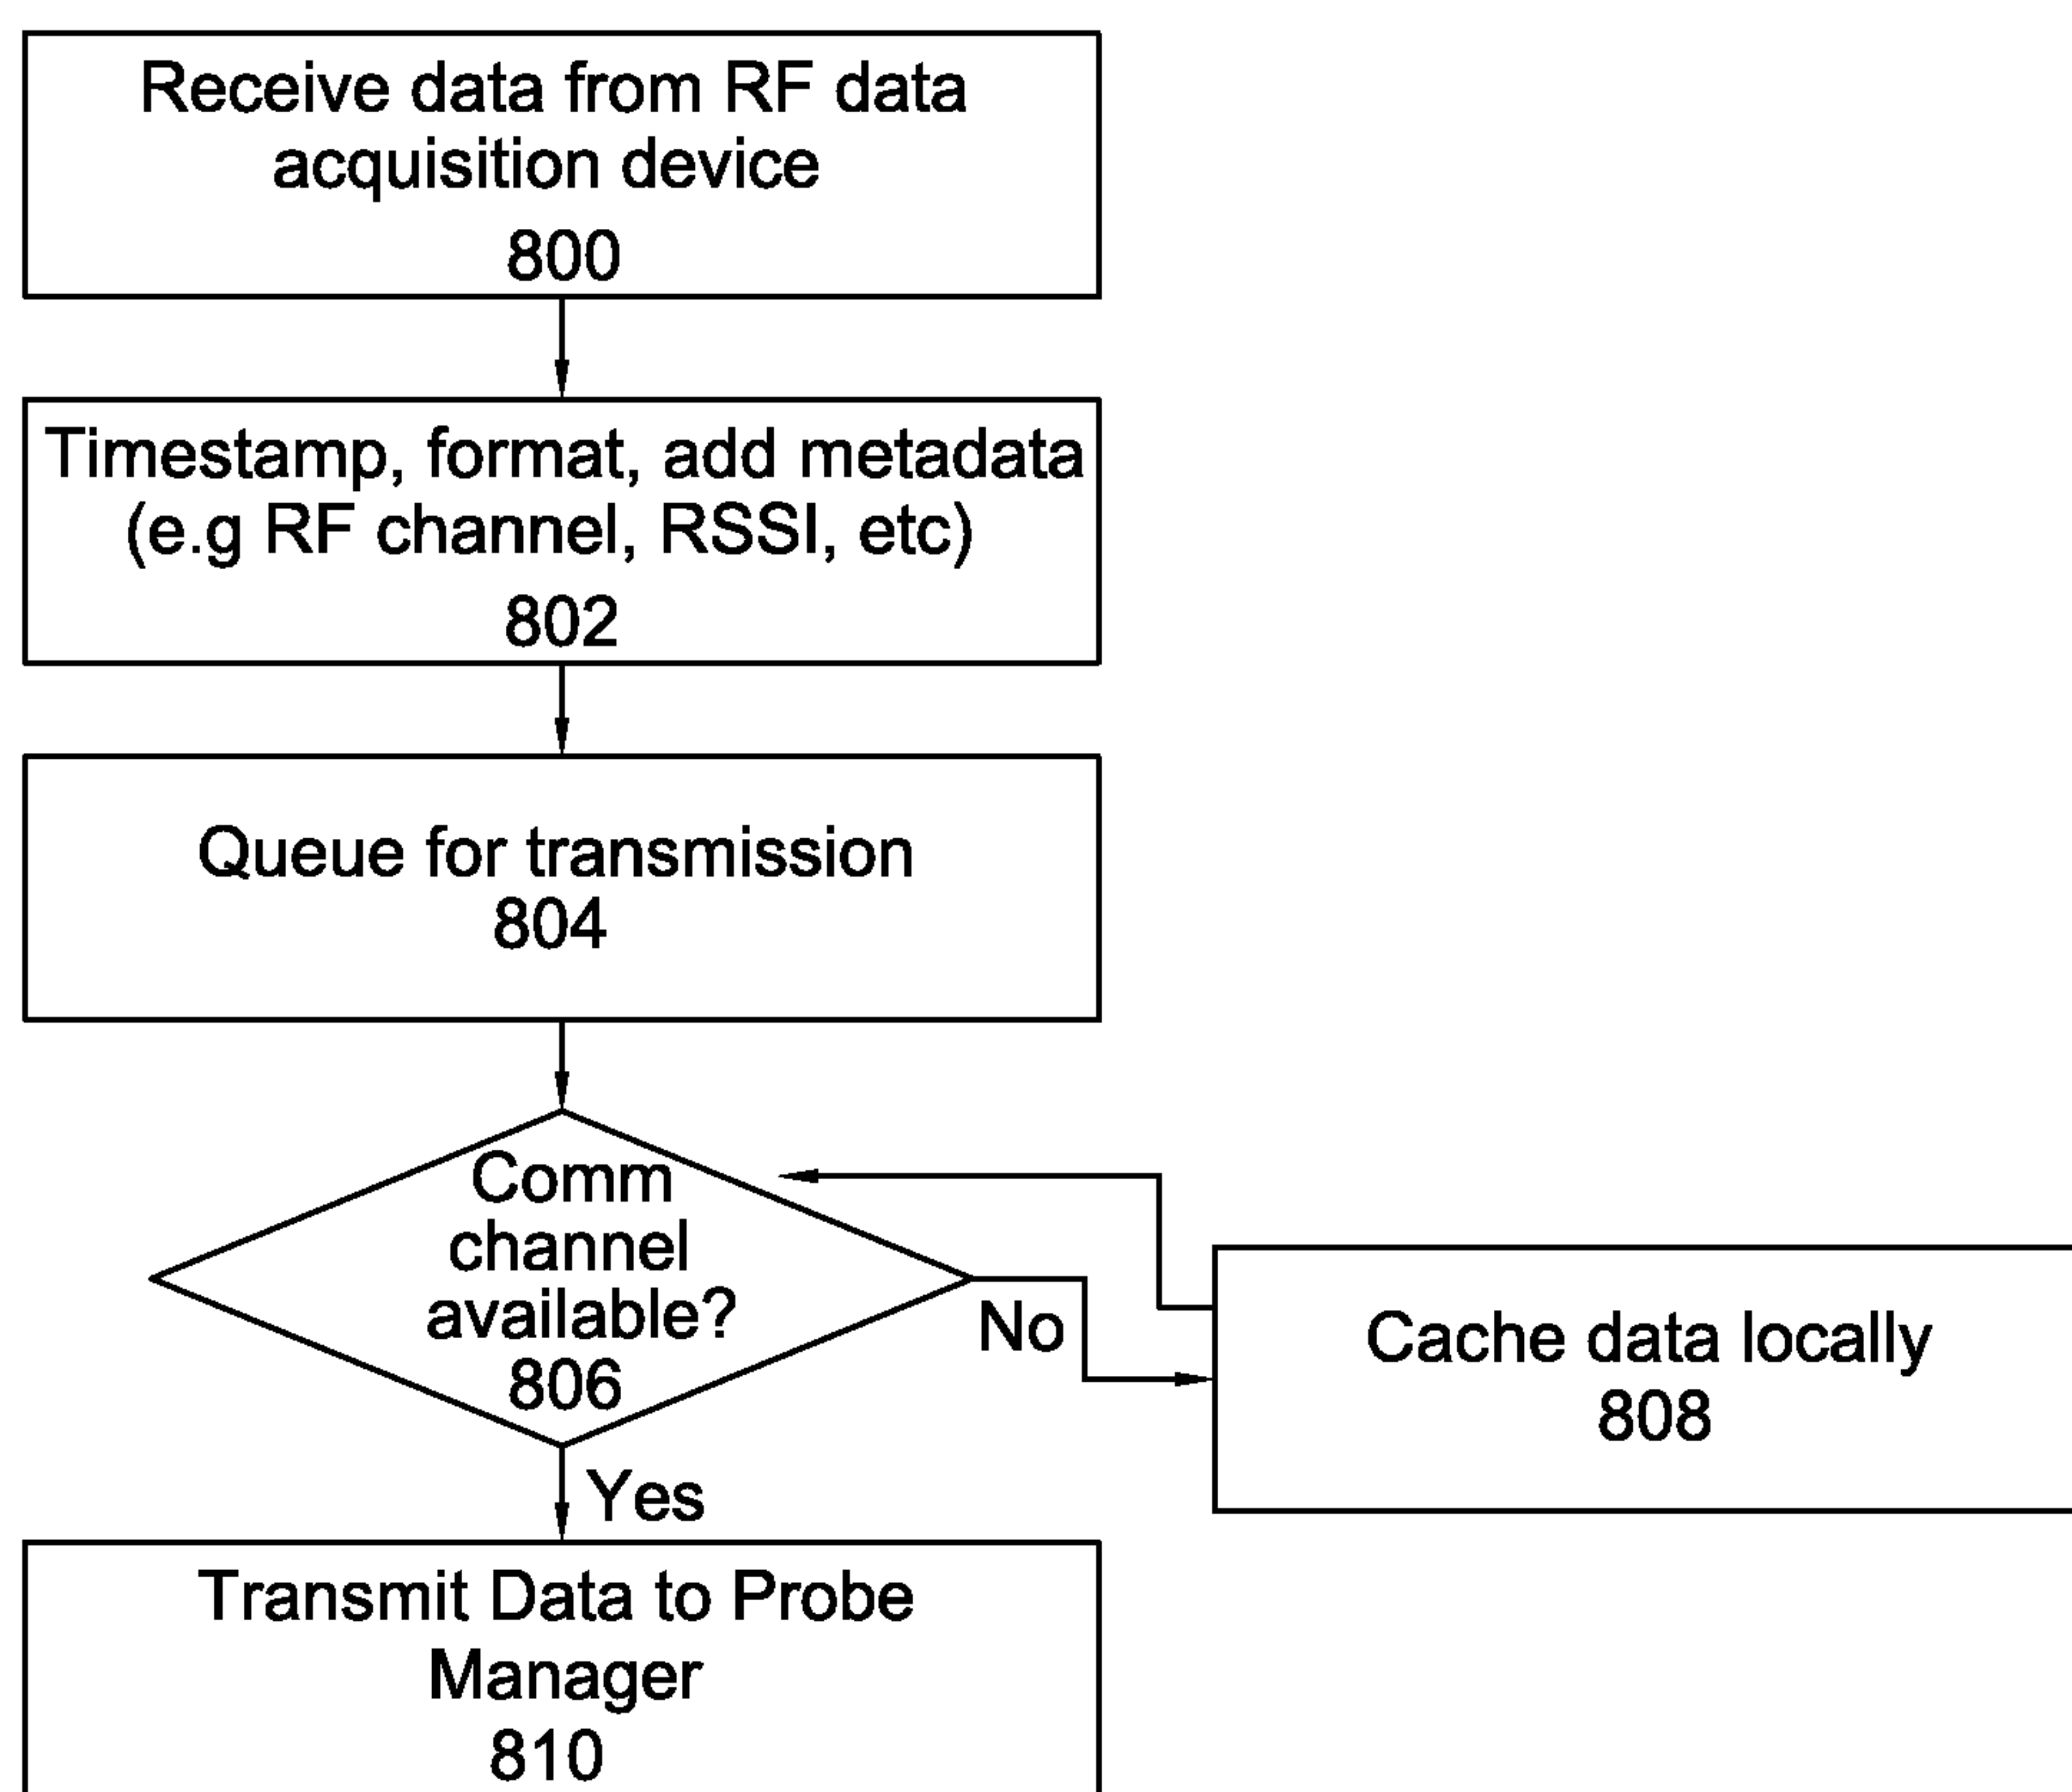 Receive data from RF data
acquisition device
800
Timestamp, format, add metadata
(e.g RF channel, RSSI, etc)
802
Queue for transmission
804
Comm
channel
available?
806
No
Cache data locally
808
Yes
Transmit Data to Probe
Manager
810